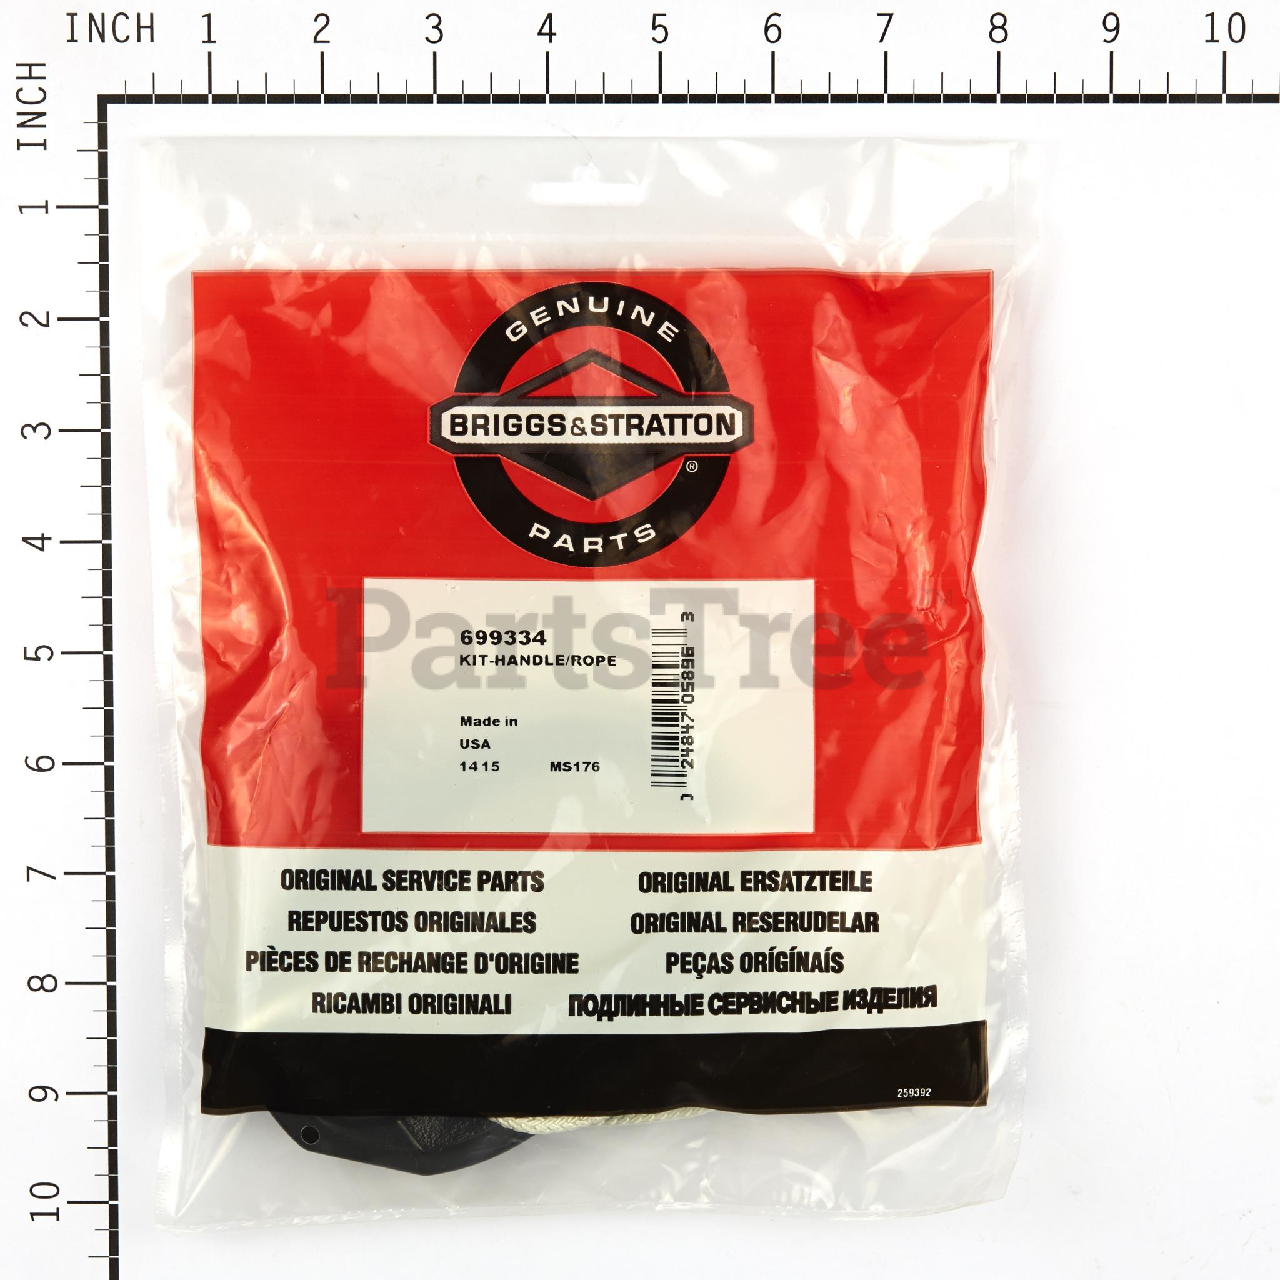 INCH 1 2 3 4 5 6 7 8 9 10
INCH
1
2
3
4
5
6
7
8
9
10
GENUINE
BRIGGS&STRATTON
®
PARTS
PartsTree
699334
KIT-HANDLE/ROPE
Made in
USA
1415 MS176
0 24847 05896 3
ORIGINAL SERVICE PARTS
ORIGINAL ERSATZTEILE
REPUESTOS ORIGINALES
ORIGINAL RESERUDELAR
PIÈCES DE RECHANGE D'ORIGINE
PEÇAS ORÍGÍNAÍS
RICAMBI ORIGINALI
ПОДЛИННЫЕ СЕРВИСНЫЕ ИЗДЕЛИЯ
259392